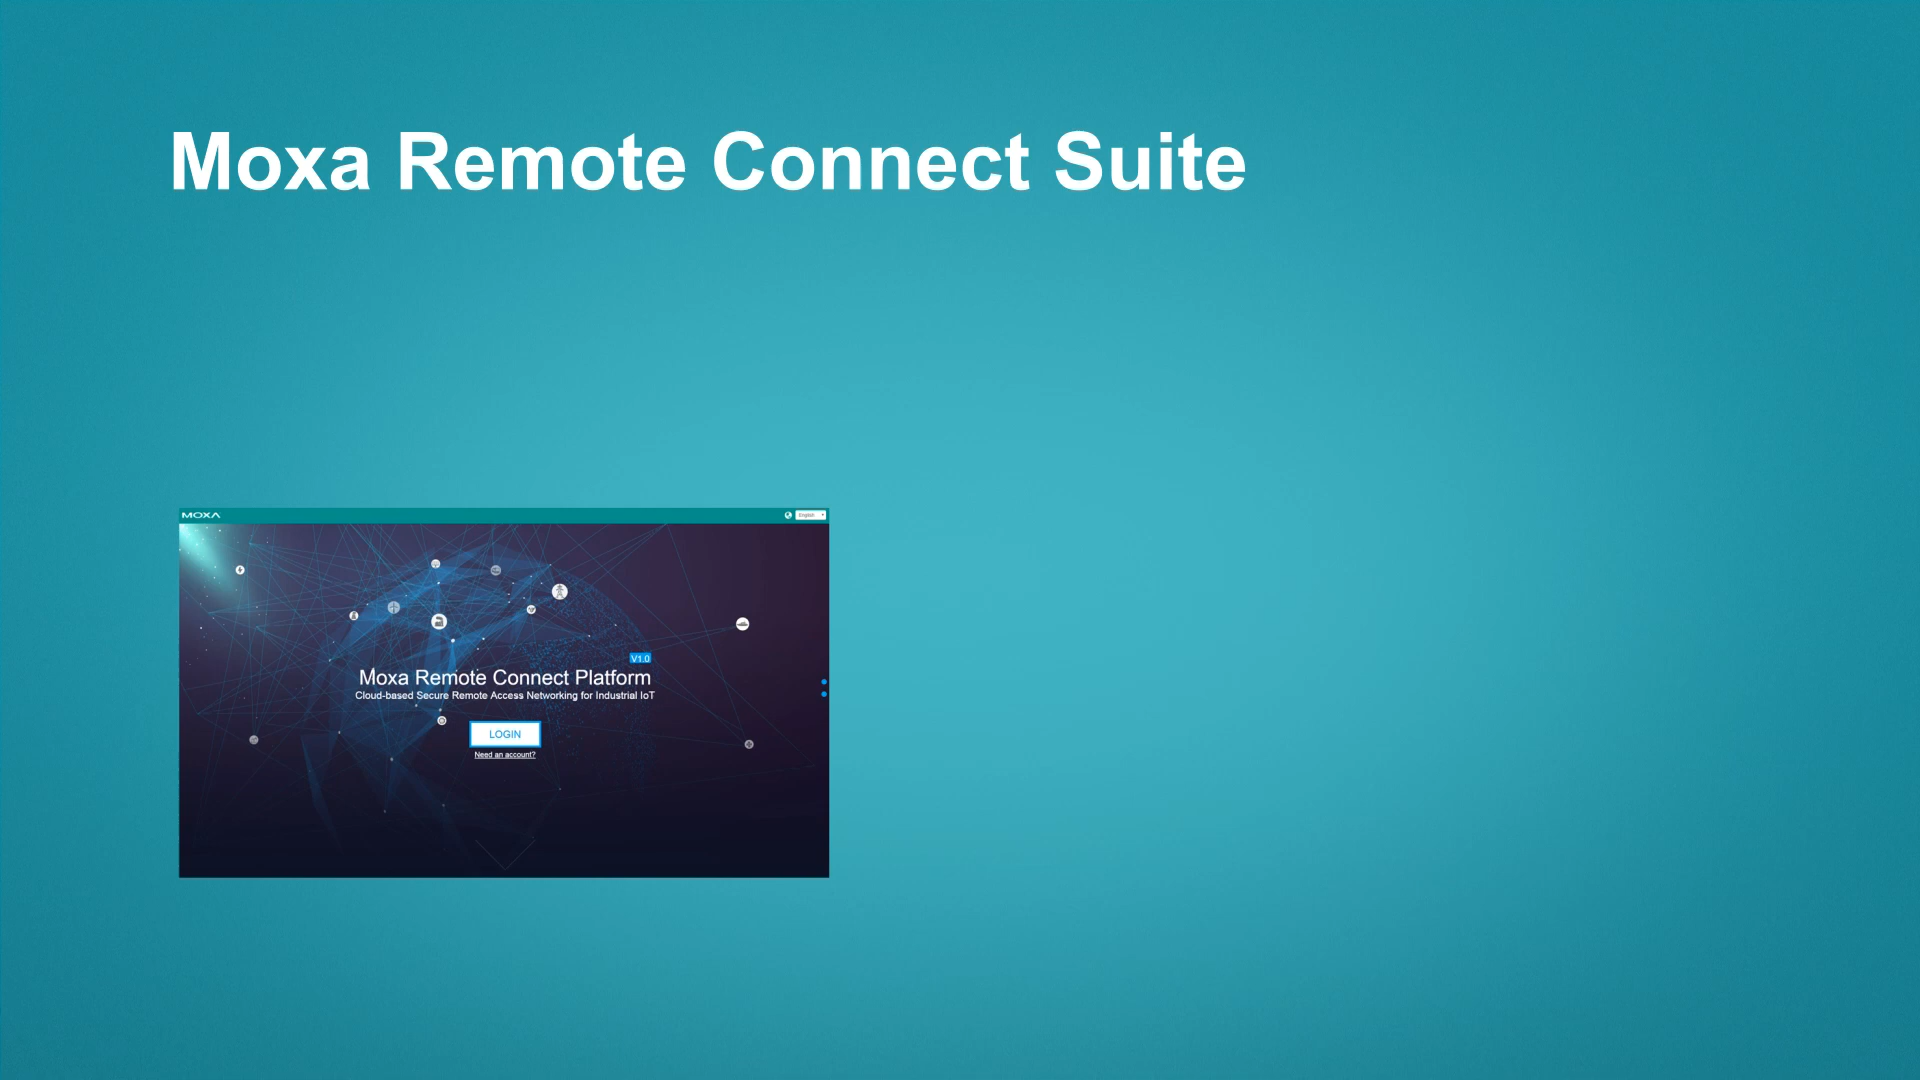 Moxa Remote Connect Suite
MOXA
English
V1.0
Moxa Remote Connect Platform
Cloud-based Secure Remote Access Networking for Industrial IoT
LOGIN
Need an account?